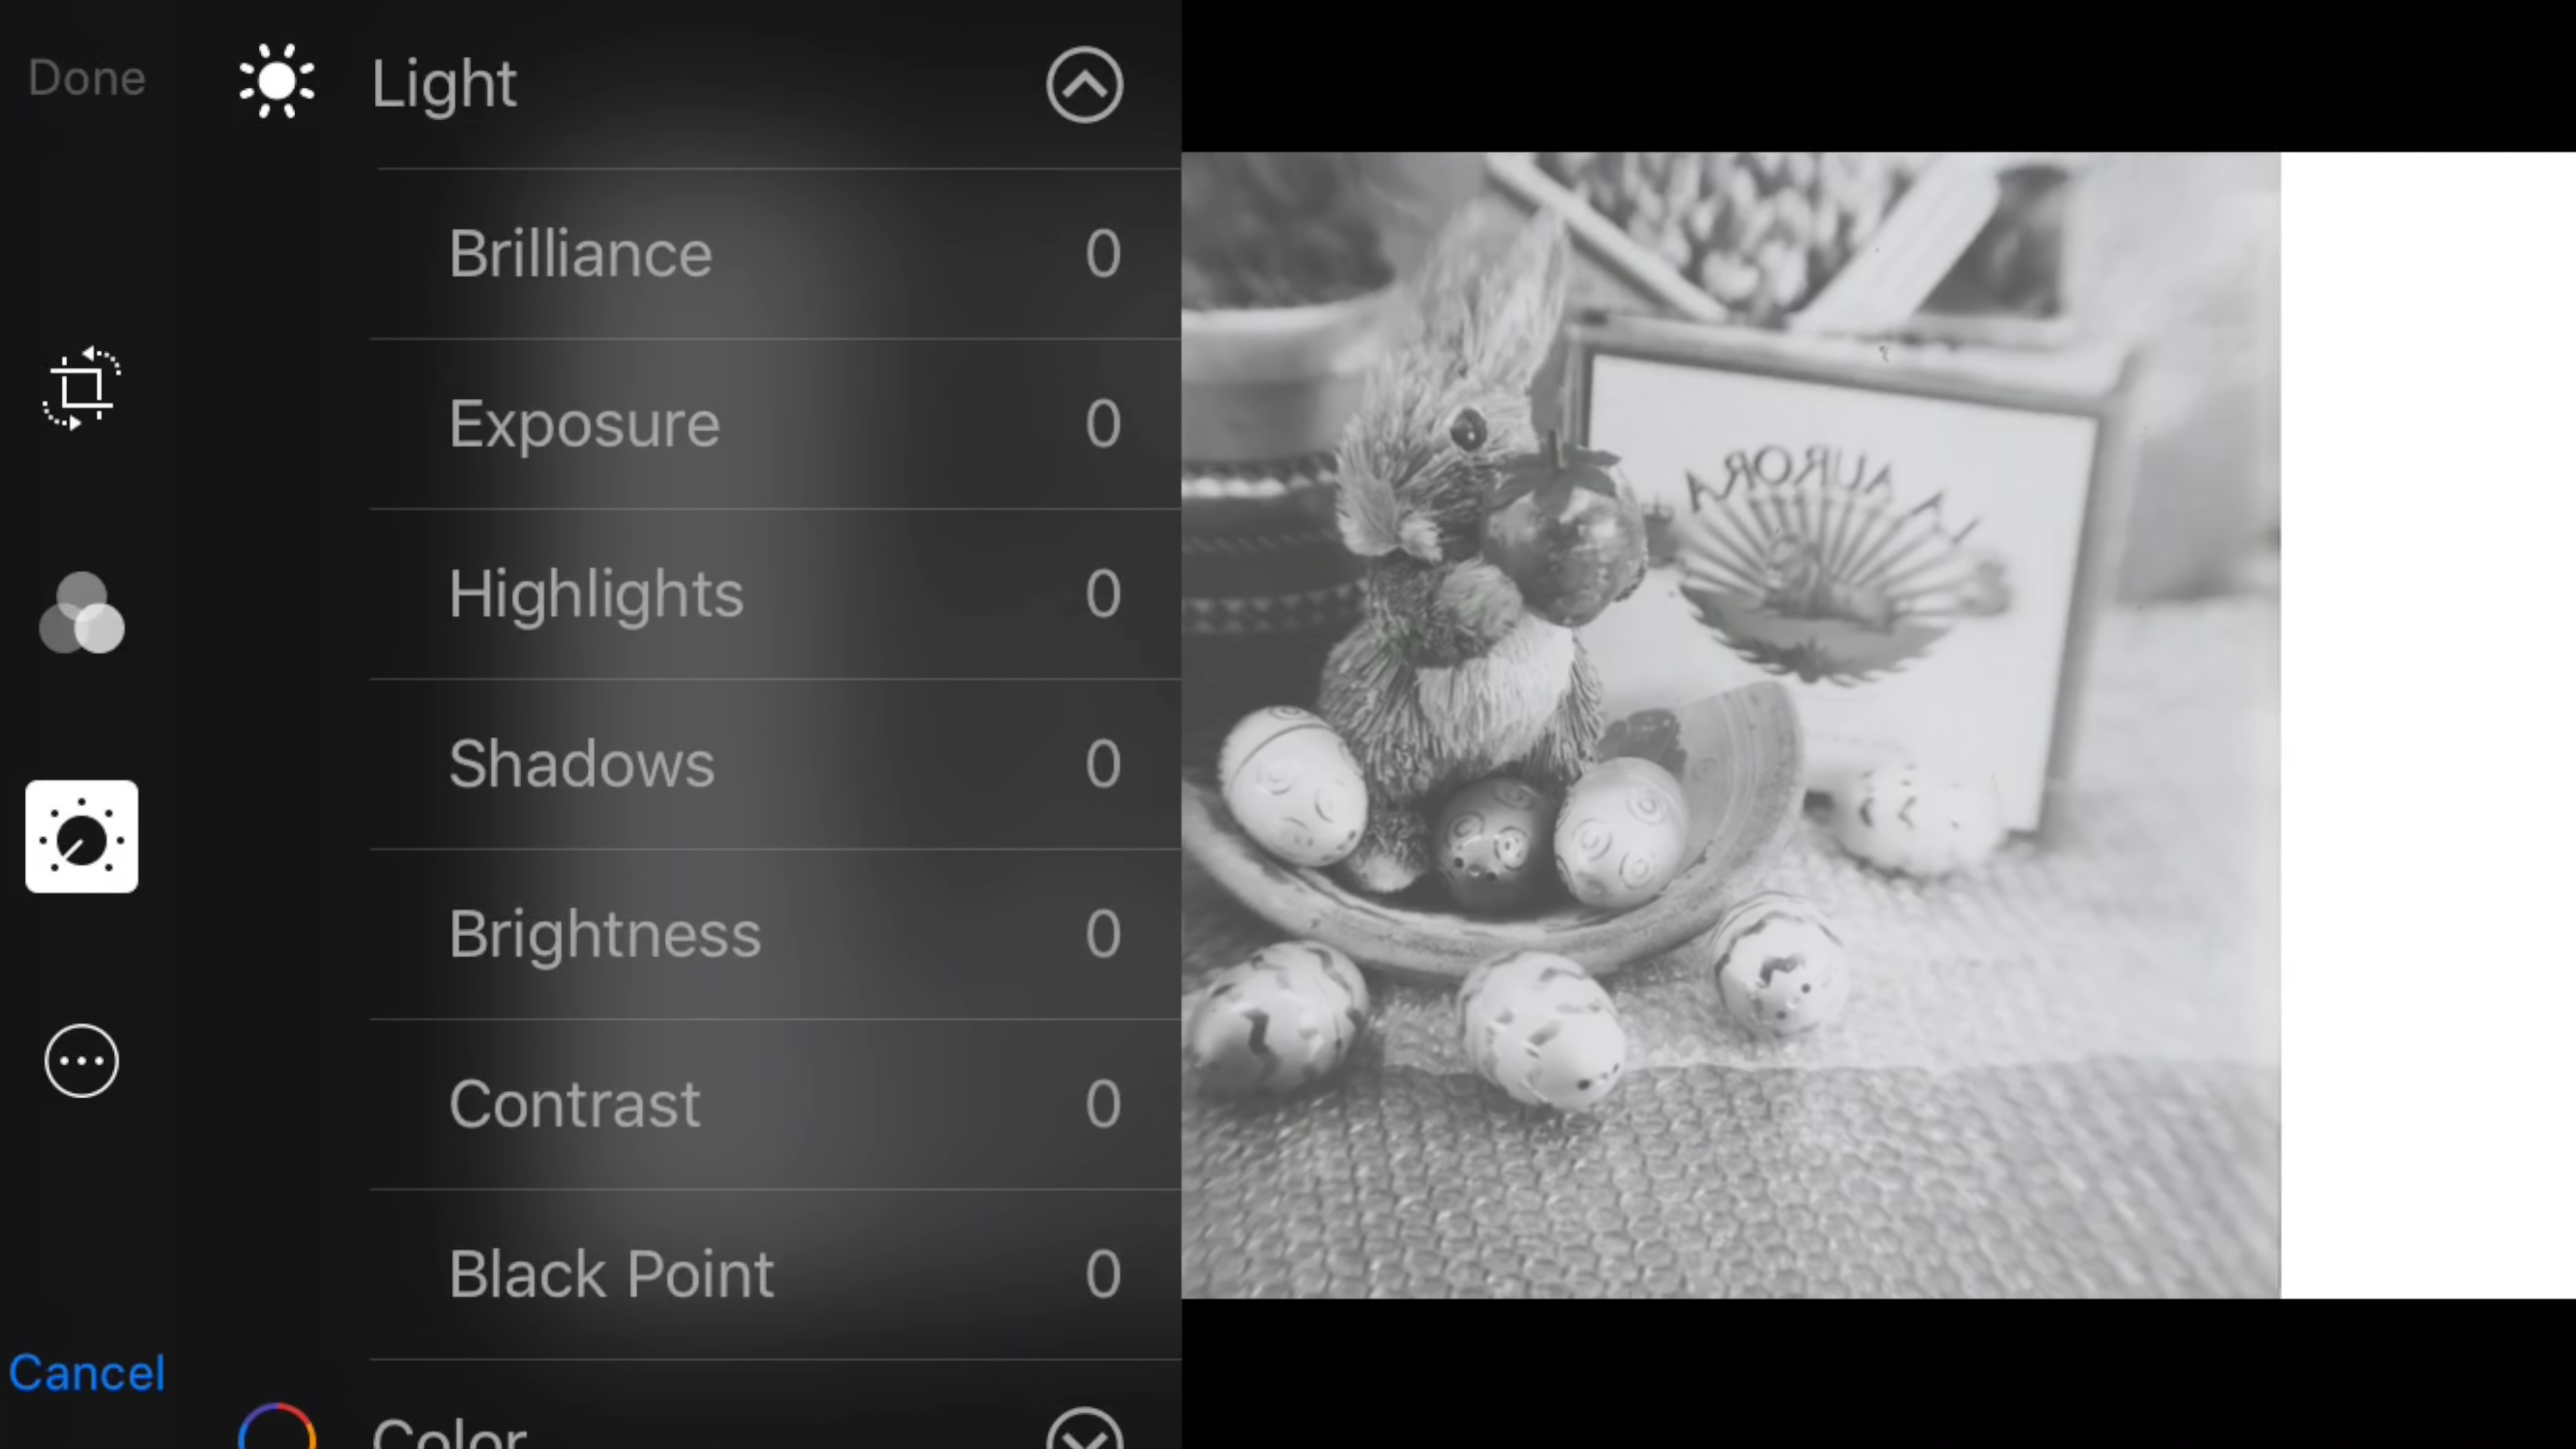 Done
Light
Brilliance 0
Exposure 0
Highlights 0
Shadows 0
Brightness 0
Contrast 0
Black Point 0
Cancel
Color
LA AURORA